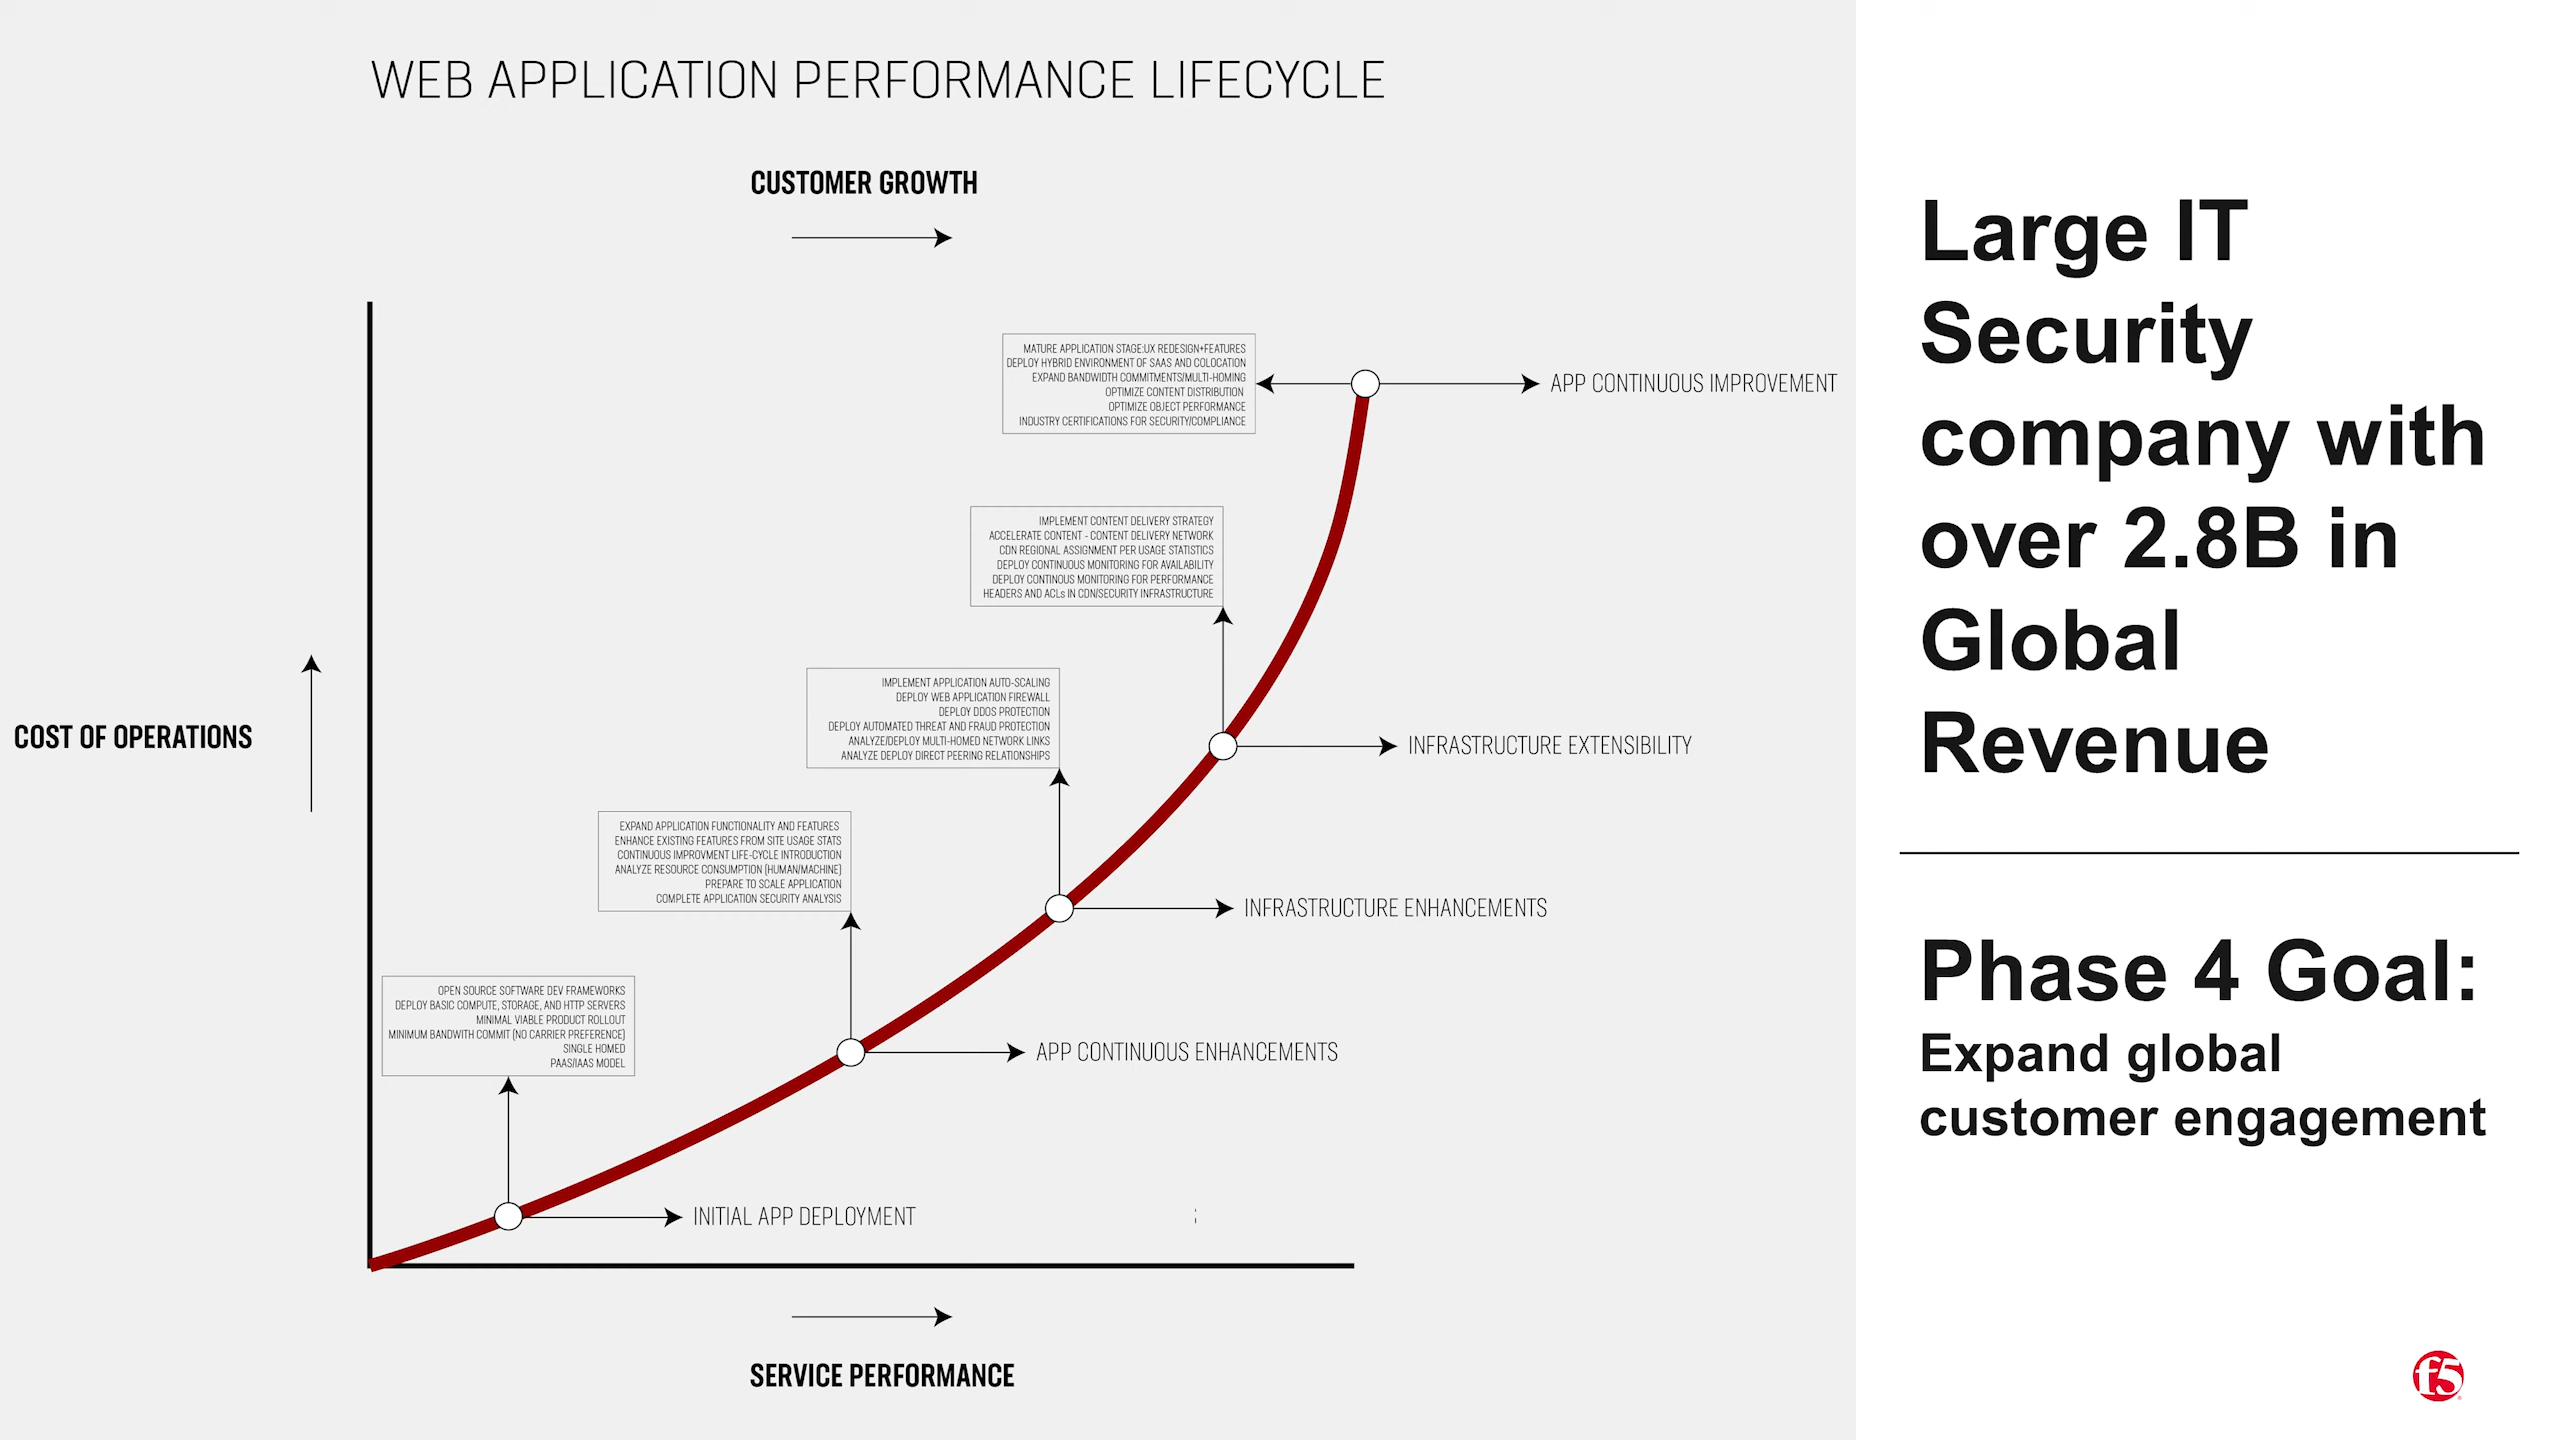 WEB APPLICATION PERFORMANCE LIFECYCLE
CUSTOMER GROWTH
MATURE APPLICATION STAGE:UX REDESIGN+FEATURES
DEPLOY HYBRID ENVIRONMENT OF SAAS AND COLOCATION
EXPAND BANDWIDTH COMMITMENTS/MULTI-HOMING
OPTIMIZE CONTENT DISTRIBUTION
OPTIMIZE OBJECT PERFORMANCE
INDUSTRY CERTIFICATIONS FOR SECURITY/COMPLIANCE
APP CONTINUOUS IMPROVEMENT
IMPLEMENT CONTENT DELIVERY STRATEGY
ACCELERATE CONTENT - CONTENT DELIVERY NETWORK
CDN REGIONAL ASSIGNMENT PER USAGE STATISTICS
DEPLOY CONTINUOUS MONITORING FOR AVAILABILITY
DEPLOY CONTINOUS MONITORING FOR PERFORMANCE
HEADERS AND ACLs IN CDN/SECURITY INFRASTRUCTURE
INFRASTRUCTURE EXTENSIBILITY
IMPLEMENT APPLICATION AUTO-SCALING
DEPLOY WEB APPLICATION FIREWALL
DEPLOY DDOS PROTECTION
DEPLOY AUTOMATED THREAT AND FRAUD PROTECTION
ANALYZE/DEPLOY MULTI-HOMED NETWORK LINKS
ANALYZE DEPLOY DIRECT PEERING RELATIONSHIPS
INFRASTRUCTURE ENHANCEMENTS
COST OF OPERATIONS
EXPAND APPLICATION FUNCTIONALITY AND FEATURES
ENHANCE EXISTING FEATURES FROM SITE USAGE STATS
CONTINUOUS IMPROVMENT LIFE-CYCLE INTRODUCTION
ANALYZE RESOURCE CONSUMPTION (HUMAN/MACHINE)
PREPARE TO SCALE APPLICATION
COMPLETE APPLICATION SECURITY ANALYSIS
APP CONTINUOUS ENHANCEMENTS
OPEN SOURCE SOFTWARE DEV FRAMEWORKS
DEPLOY BASIC COMPUTE, STORAGE, AND HTTP SERVERS
MINIMAL VIABLE PRODUCT ROLLOUT
MINIMUM BANDWITH COMMIT (NO CARRIER PREFERENCE)
SINGLE HOMED
PAAS/IAAS MODEL
INITIAL APP DEPLOYMENT
SERVICE PERFORMANCE
Large IT
Security
company with
over 2.8B in
Global
Revenue
Phase 4 Goal:
Expand global
customer engagement
f5